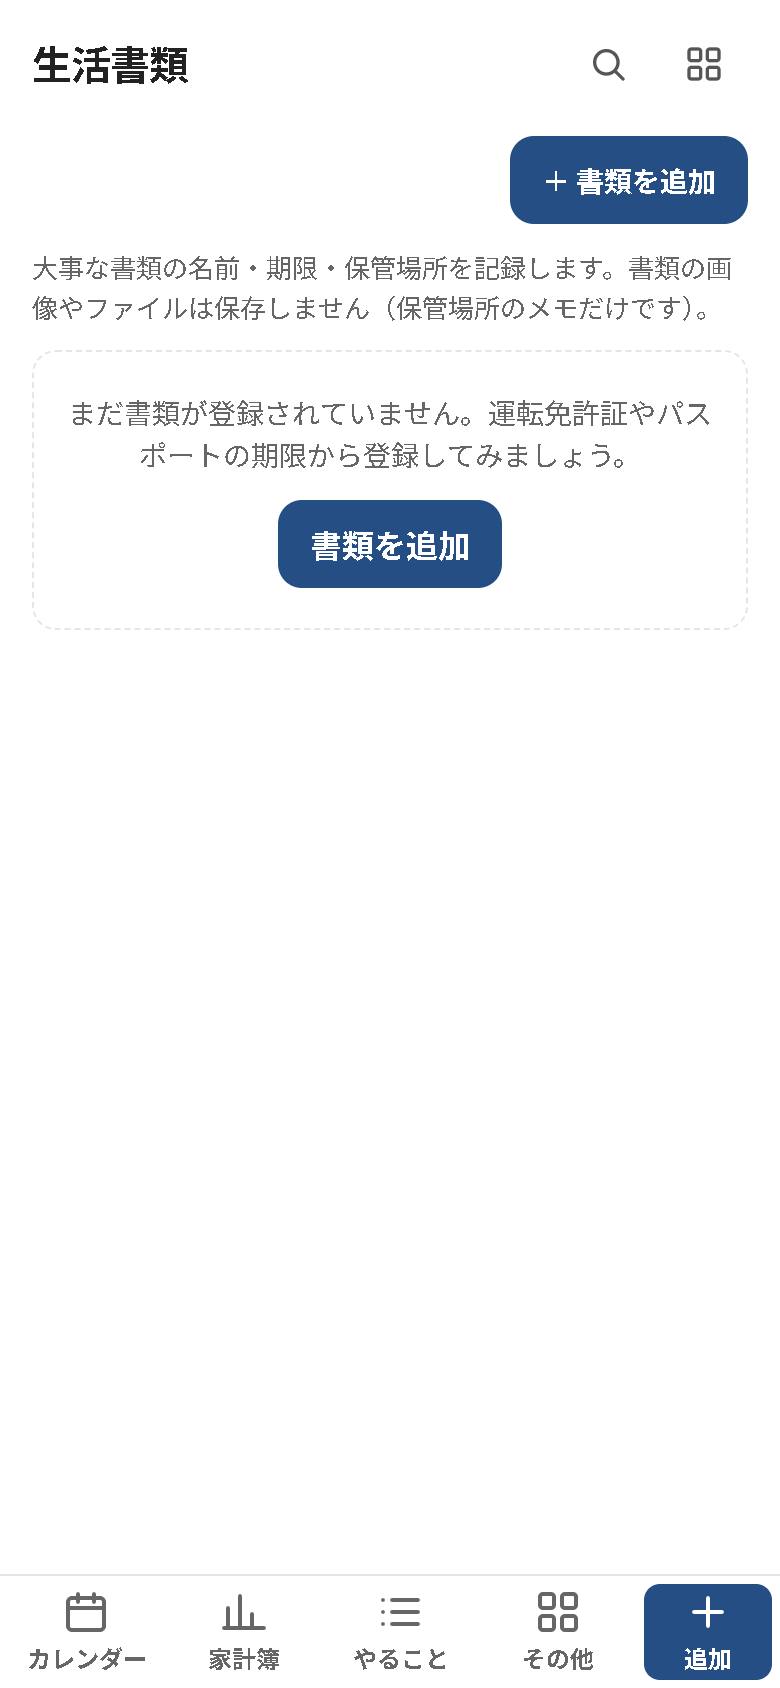 生活書類
＋ 書類を追加
大事な書類の名前・期限・保管場所を記録します。書類の画
像やファイルは保存しません（保管場所のメモだけです）。
まだ書類が登録されていません。運転免許証やパス
ポートの期限から登録してみましょう。
書類を追加
カレンダー
家計簿
やること
その他
追加